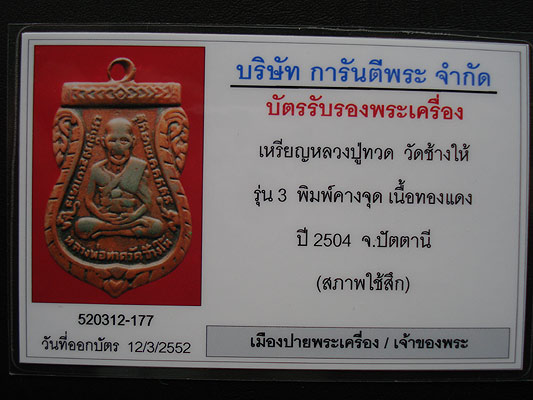 บริษัท การันตีพระ จำกัด
บัตรรับรองพระเครื่อง
เหรียญหลวงปู่ทวด วัดช้างให้
รุ่น 3 พิมพ์คางจุด เนื้อทองแดง
ปี 2504 จ.ปัตตานี
(สภาพใช้สึก)
520312-177
วันที่ออกบัตร 12/3/2552
เมืองปายพระเครื่อง / เจ้าของพระ